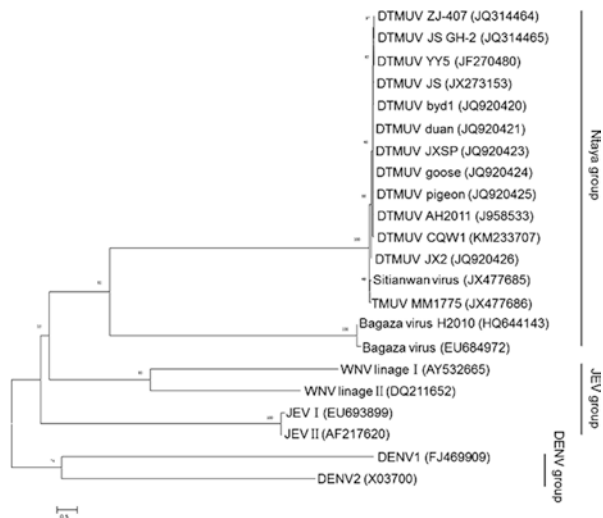 DTMUV ZJ-407 (JQ314464)
DTMUV JS GH-2 (JQ314465)
DTMUV YY5 (JF270480)
DTMUV JS (JX273153)
DTMUV byd1 (JQ920420)
DTMUV duan (JQ920421)
DTMUV JXSP (JQ920423)
DTMUV goose (JQ920424)
DTMUV pigeon (JQ920425)
DTMUV AH2011 (J958533)
DTMUV CQW1 (KM233707)
DTMUV JX2 (JQ920426)
Sitianwan virus (JX477685)
TMUV MM1775 (JX477686)
Bagaza virus H2010 (HQ644143)
Bagaza virus (EU684972)
WNV linage I (AY532665)
WNV linage II (DQ211652)
JEV I (EU693899)
JEV II (AF217620)
DENV1 (FJ469909)
DENV2 (X03700)
Ntaya group
JEV group
DENV group
0.5